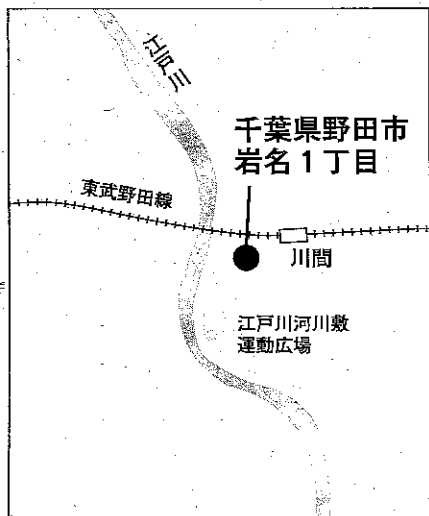 江戸川
千葉県野田市
岩名1丁目
東武野田線
川間
江戸川河川敷
運動広場